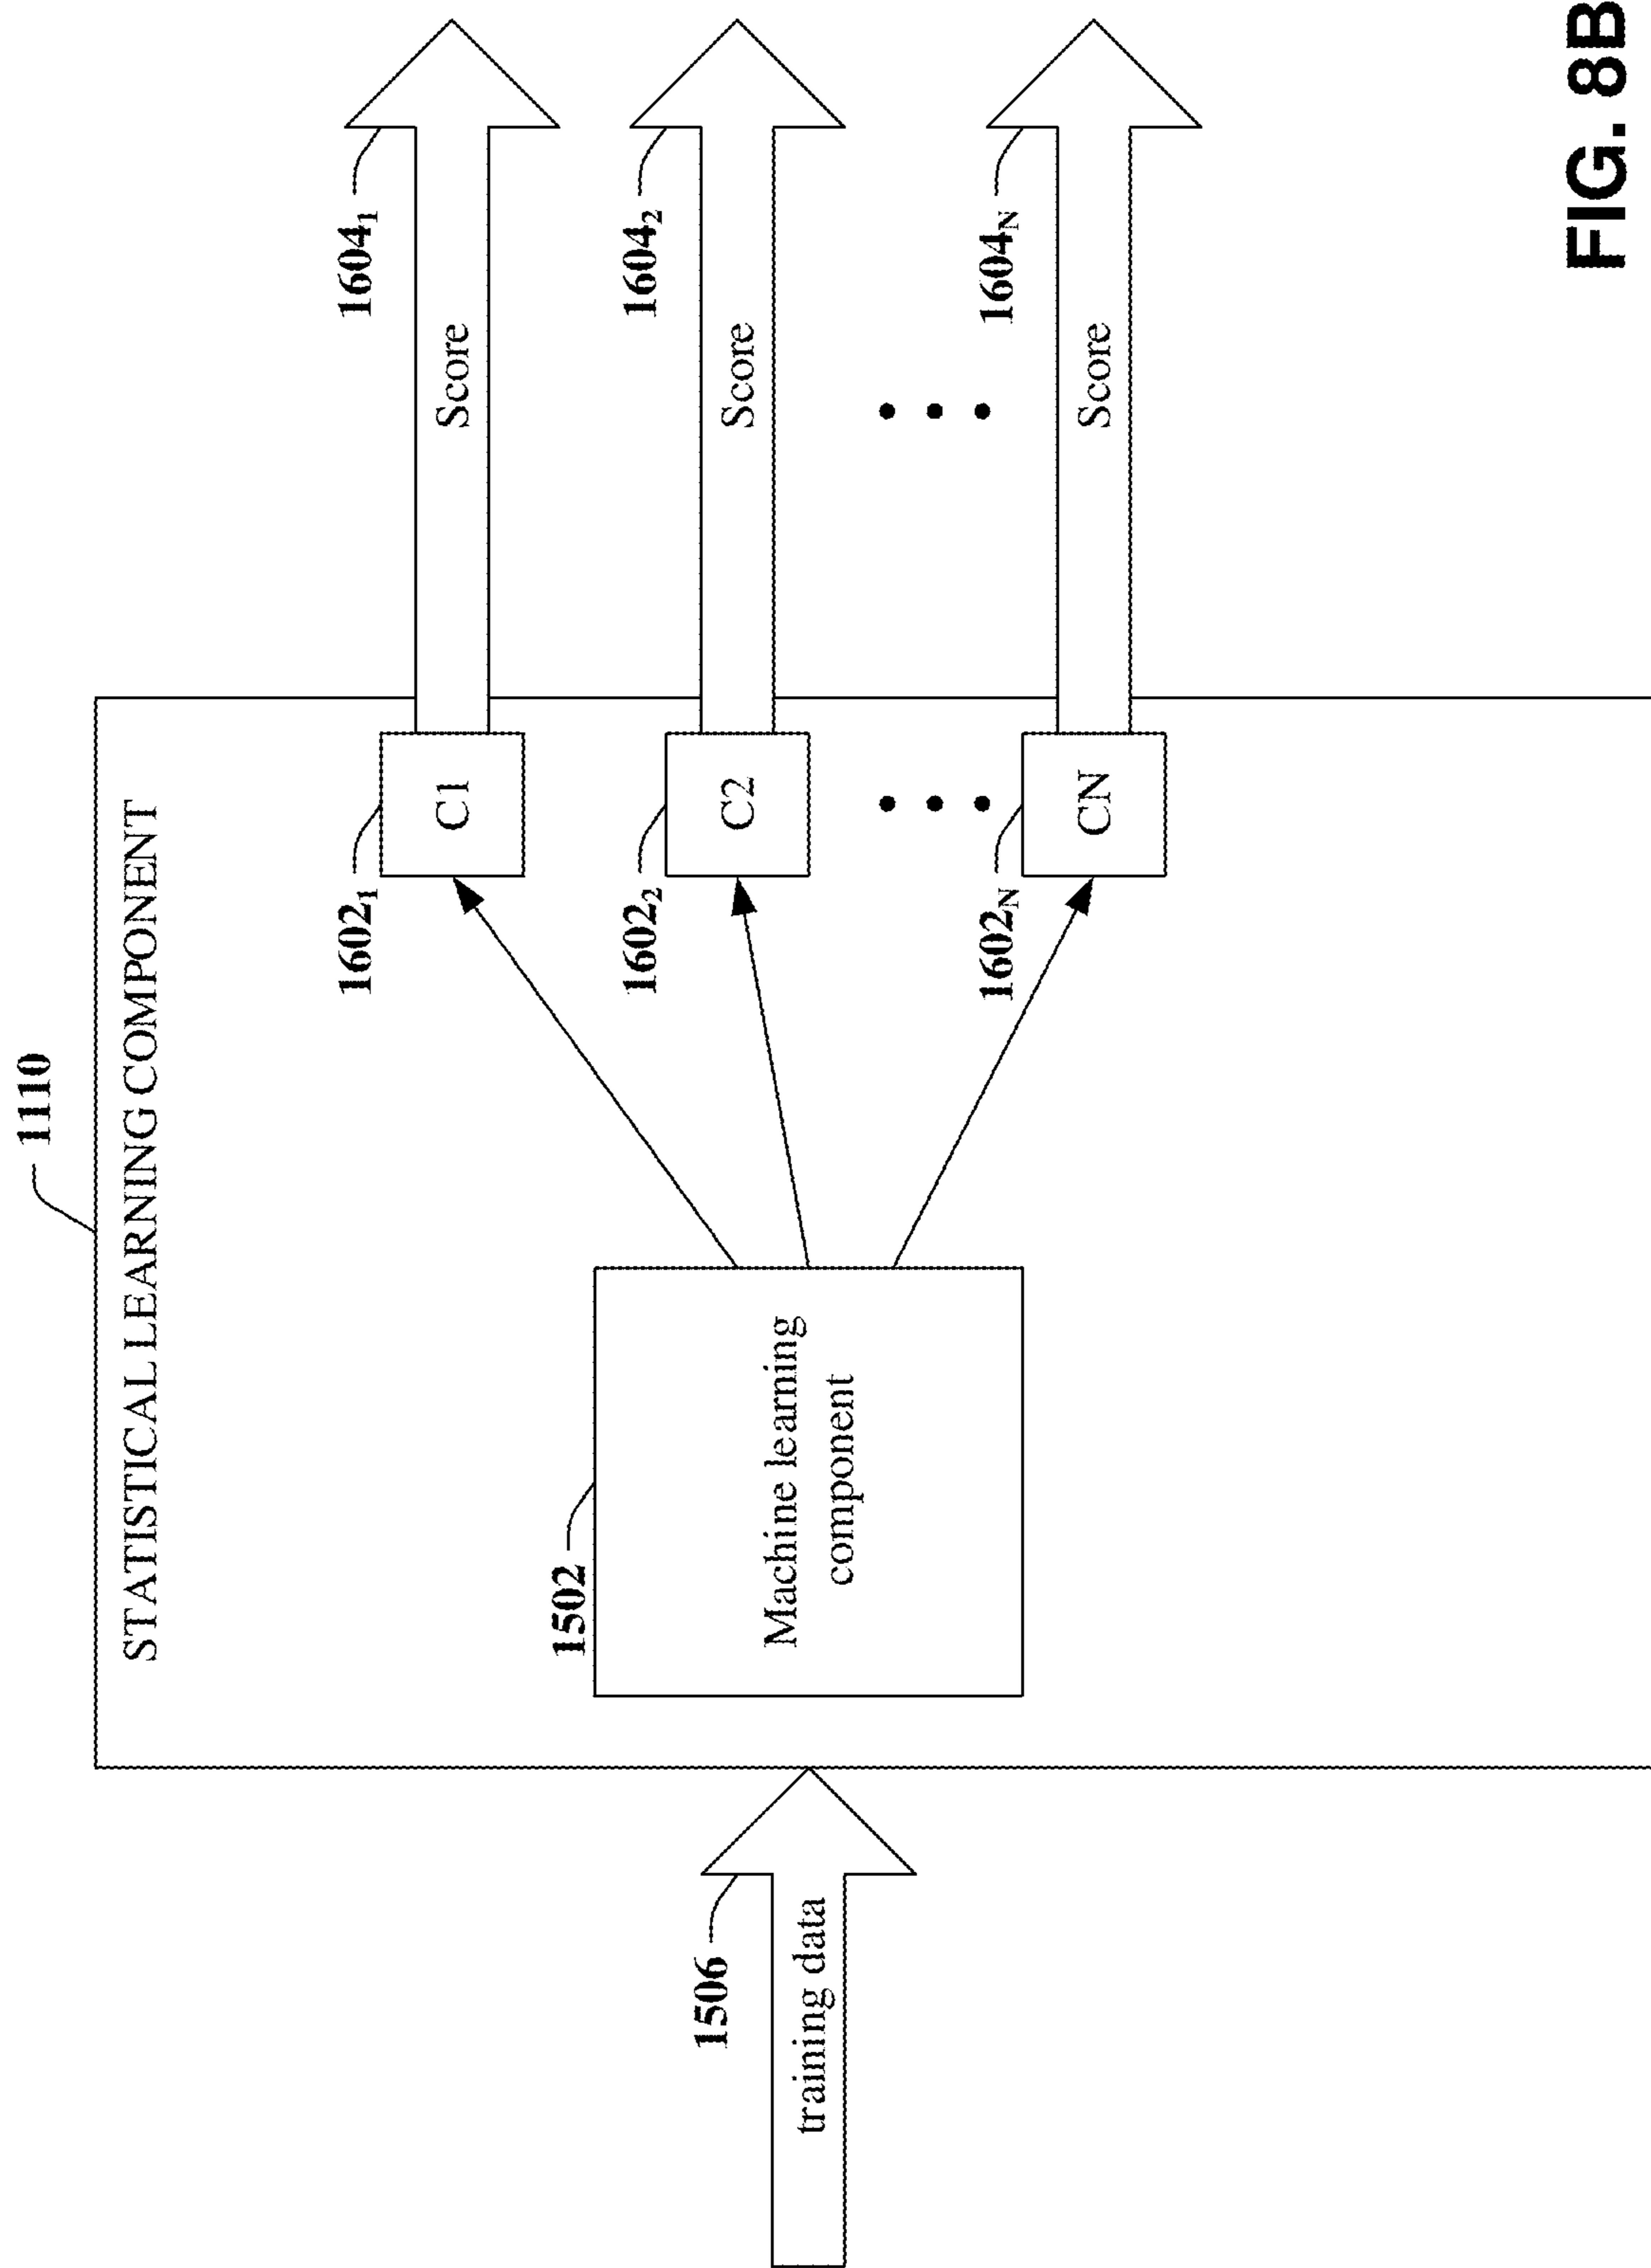 1110
STATISTICAL LEARNING COMPONENT
1602₁
1604₁
C1
Score
1602₂
1604₂
1502
C2
Score
1506
Machine learning
component
training data
1602N
1604N
CN
Score
FIG. 8B